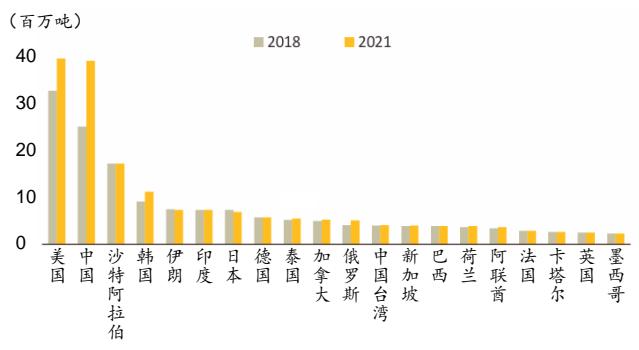 （百万吨）
2018
2021
40
30
20
10
0
美国
中国
沙特阿拉伯
韩国
伊朗
印度
日本
德国
泰国
加拿大
俄罗斯
中国台湾
新加坡
巴西
荷兰
阿联酋
法国
卡塔尔
英国
墨西哥